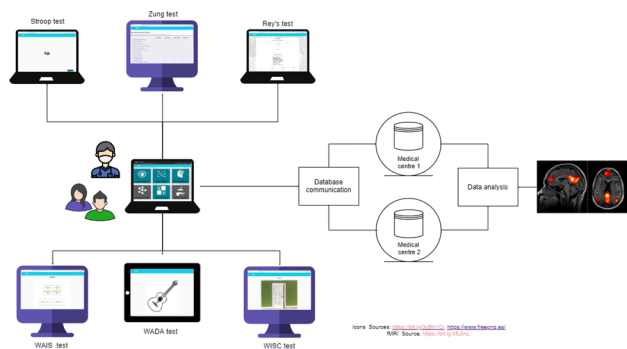 Stroop test
Zung test
Rey's test
Database
communication
Medical
centre 1
Medical
centre 2
Data analysis
WAIS test
WADA test
WISC test
Icons Sources: https://www.freepng.es/
fMRI Source: